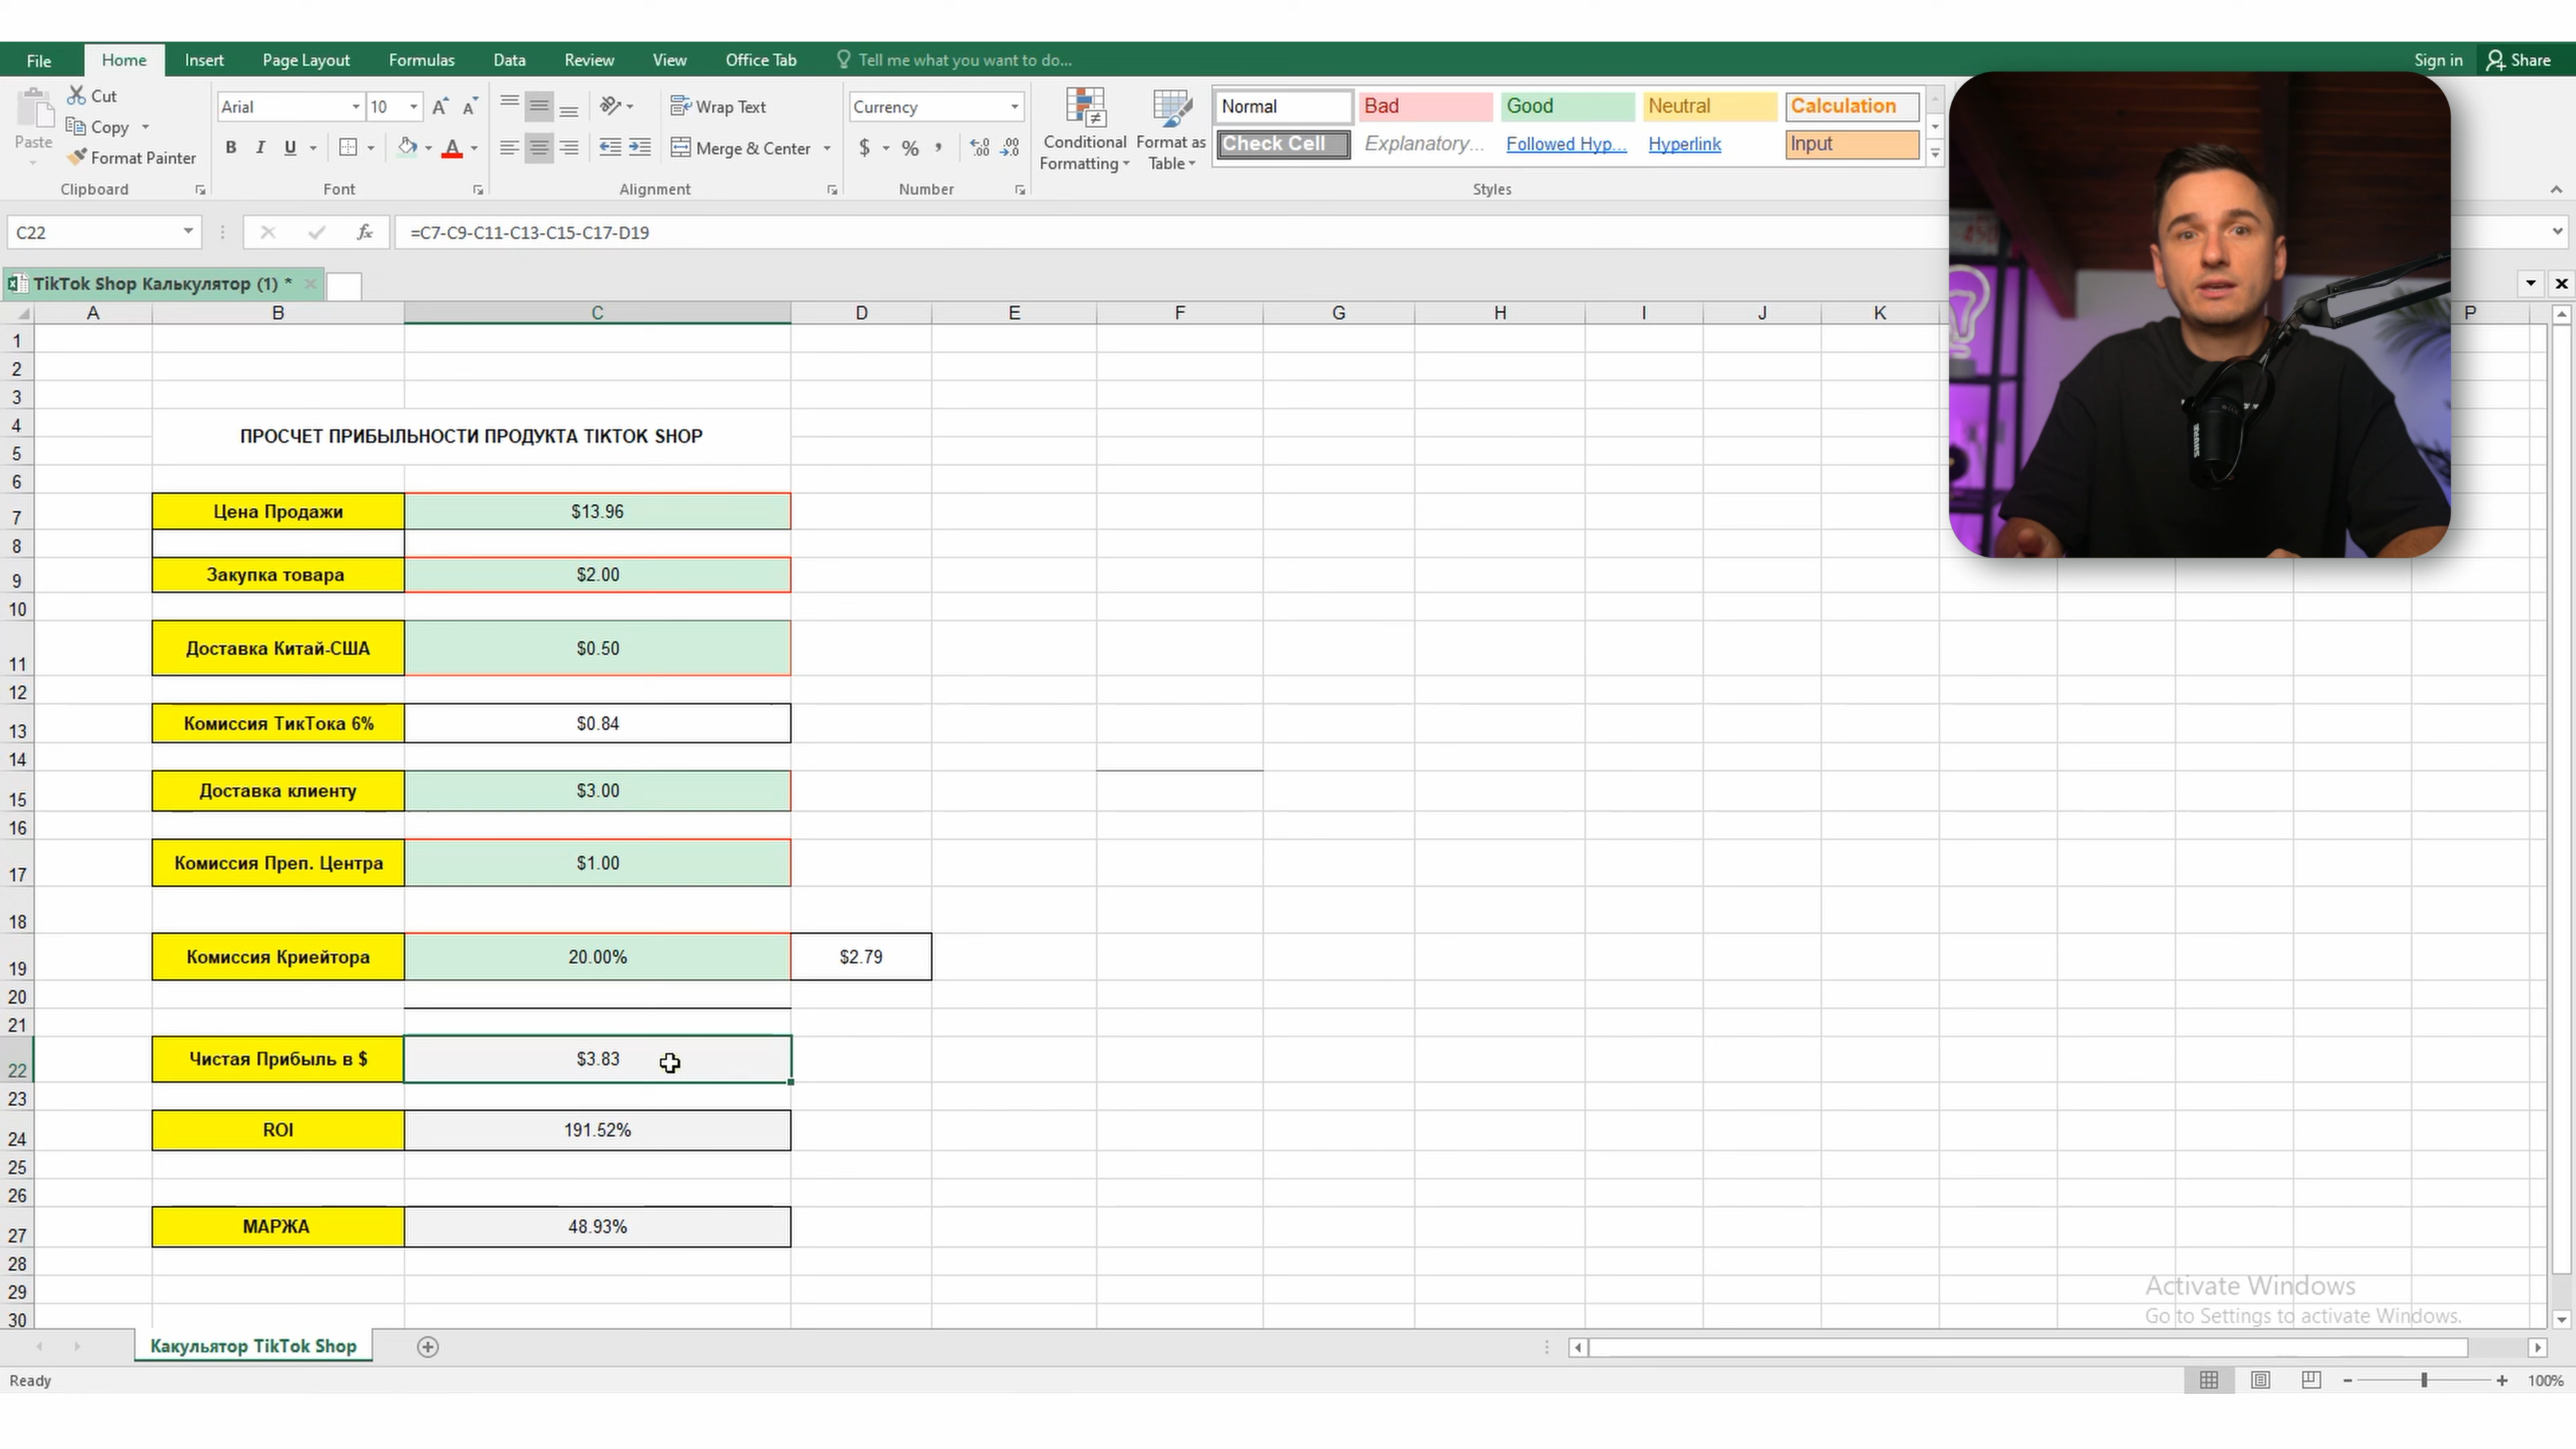 File Home Insert Page Layout Formulas Data Review View Office Tab Tell me what you want to do... Sign in Share
Paste
Cut
Copy
Format Painter
Clipboard
Arial 10
B I U
Font
Wrap Text
Merge & Center
Alignment
Currency
$ % ,
Number
Conditional Formatting
Format as Table
Normal Bad Good Neutral Calculation
Check Cell Explanatory... Followed Hyp... Hyperlink Input
Styles
C22 fx =C7-C9-C11-C13-C15-C17-D19
TikTok Shop Калькулятор (1) *
A B C D E F G H I J K P
1
2
3
4
ПРОСЧЕТ ПРИБЫЛЬНОСТИ ПРОДУКТА TIKTOK SHOP
5
6
7 Цена Продажи $13.96
8
9 Закупка товара $2.00
10
11 Доставка Китай-США $0.50
12
13 Комиссия ТикТока 6% $0.84
14
15 Доставка клиенту $3.00
16
17 Комиссия Преп. Центра $1.00
18
19 Комиссия Криейтора 20.00% $2.79
20
21
22 Чистая Прибыль в $ $3.83
23
24 ROI 191.52%
25
26
27 МАРЖА 48.93%
28
29
30
Activate Windows
Go to Settings to activate Windows.
Какульятор TikTok Shop
Ready 100%